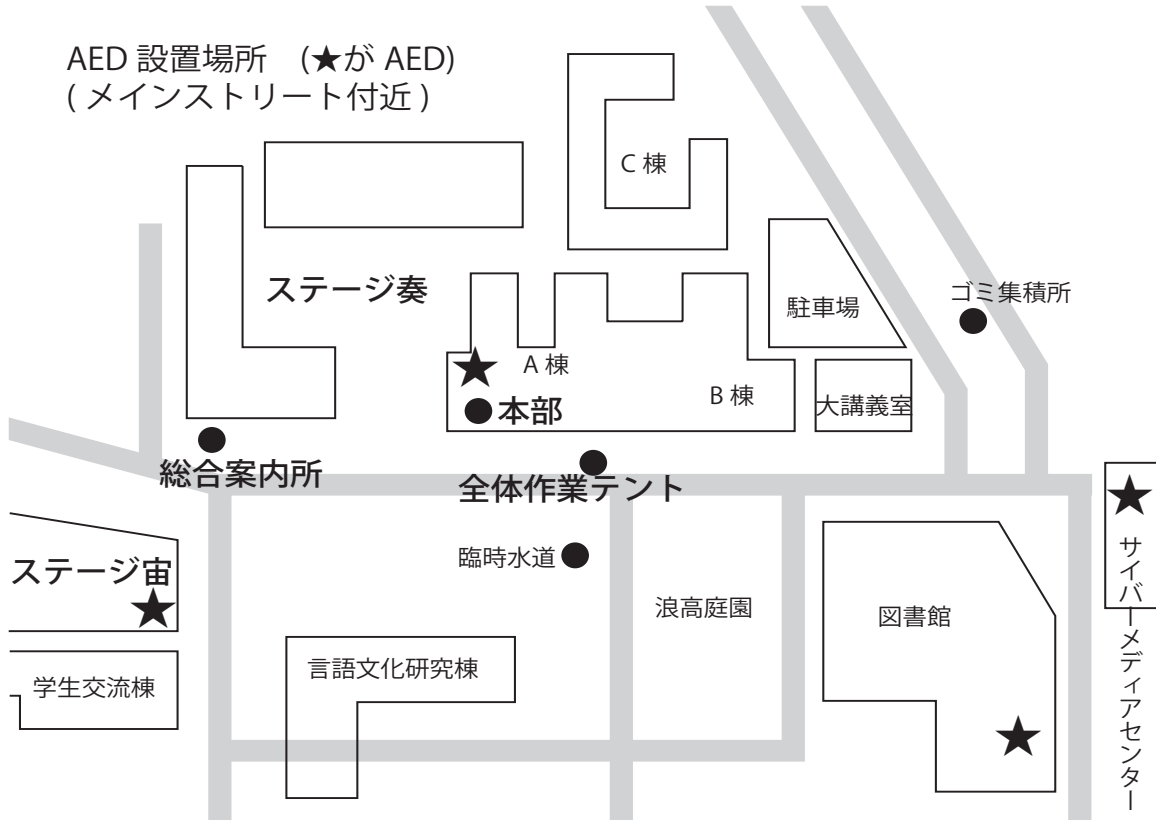 AED 設置場所 (★が AED)
( メインストリート付近 )
C 棟
ステージ奏
ゴミ集積所
駐車場
A 棟
B 棟
大講義室
本部
総合案内所
全体作業テント
臨時水道
ステージ宙
浪高庭園
図書館
サイバーメディアセンター
言語文化研究棟
学生交流棟